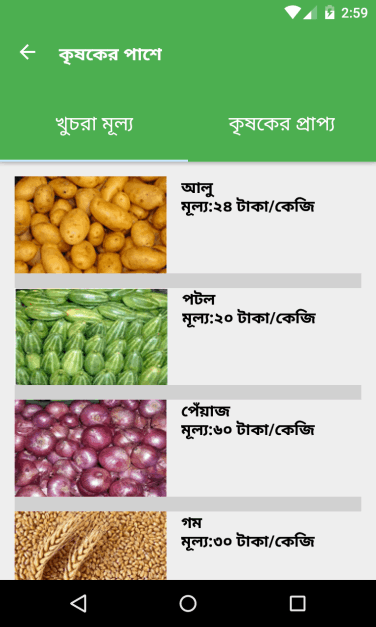 2:59
কৃষকের পাশে
খুচরা মূল্য
কৃষকের প্রাপ্য
আলু
মূল্য:২৪ টাকা/কেজি
পটল
মূল্য:২০ টাকা/কেজি
পেঁয়াজ
মূল্য:৬০ টাকা/কেজি
গম
মূল্য:৩০ টাকা/কেজি